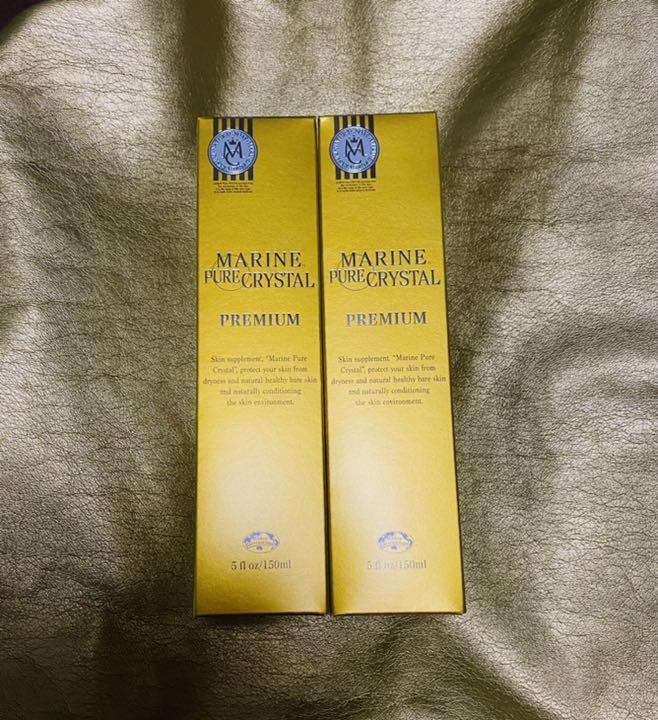 MC
MARINE
PURE CRYSTAL
PREMIUM
Skin supplement, "Marine Pure
Crystal", protect your skin from
dryness and natural healthy bare skin
and naturally conditioning
the skin environment.
5 fl oz/150ml
MC
MARINE
PURE CRYSTAL
PREMIUM
Skin supplement, "Marine Pure
Crystal", protect your skin from
dryness and natural healthy bare skin
and naturally conditioning
the skin environment.
5 fl oz/150ml